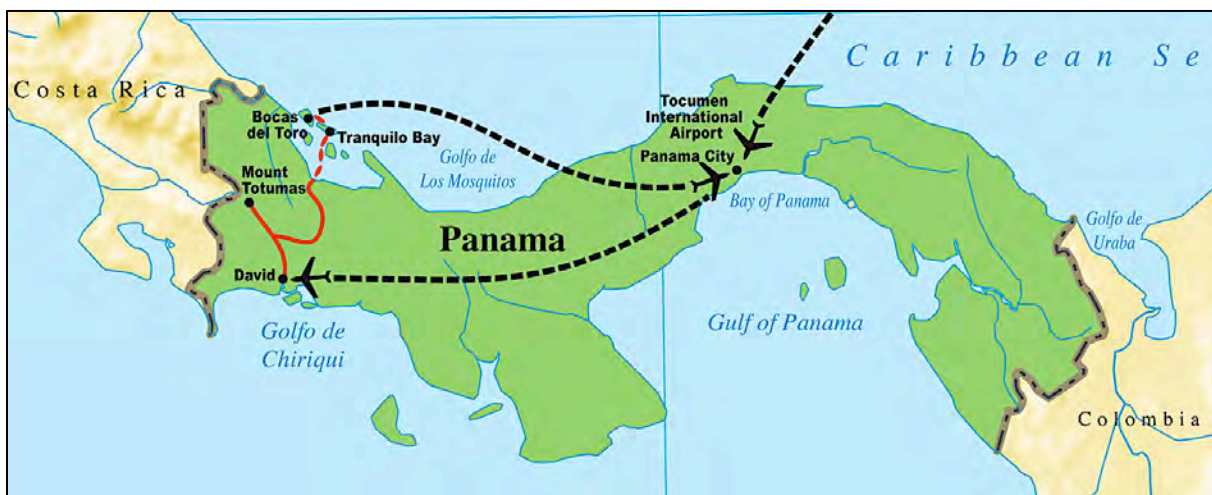 Caribbean Se
Costa Rica
Bocas
del Toro
Tranquilo Bay
Mount
Totumas
Golfo de
Los Mosquitos
Tocumen
International
Airport
Panama City
Bay of Panama
Golfo de
Uraba
Panama
David
Golfo de
Chiriqui
Gulf of Panama
Colombia